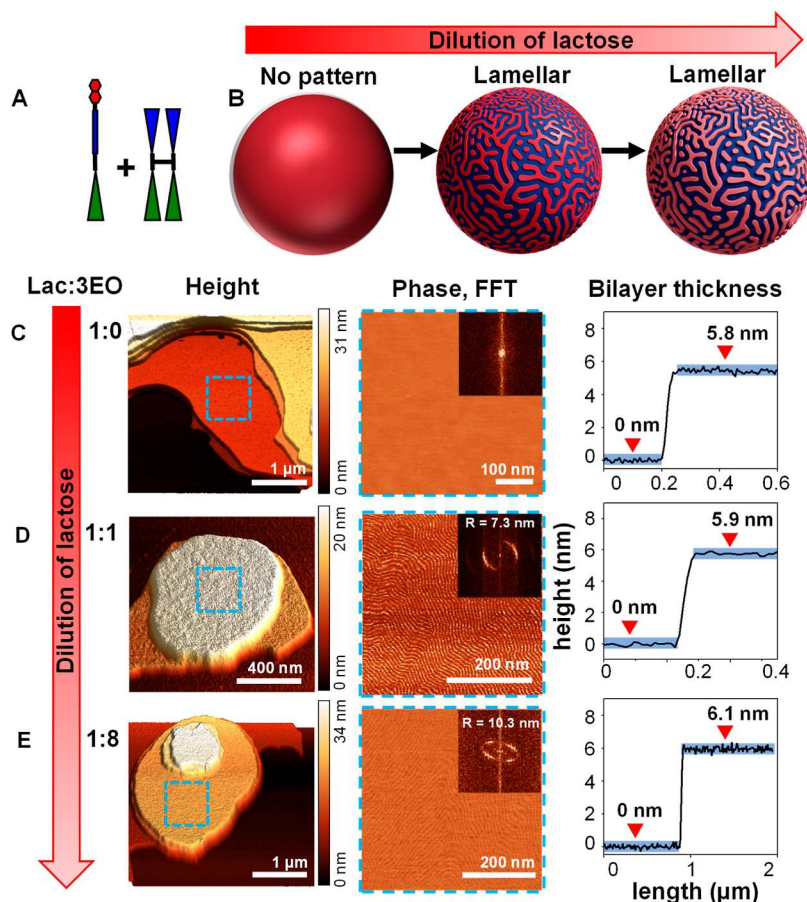 Dilution of lactose
No pattern Lamellar Lamellar
A B
Lac:3EO Height Phase, FFT Bilayer thickness
Dilution of lactose
C 1:0
31 nm
0 nm
1 µm
100 nm
8
6
4
2
0
5.8 nm
0 nm
0 0.2 0.4 0.6
D 1:1
20 nm
0 nm
400 nm
R = 7.3 nm
200 nm
height (nm)
8
6
4
2
0
5.9 nm
0 nm
0 0.2 0.4
E 1:8
34 nm
0 nm
1 µm
R = 10.3 nm
200 nm
8
6
4
2
0
6.1 nm
0 nm
0 1 2
length (µm)